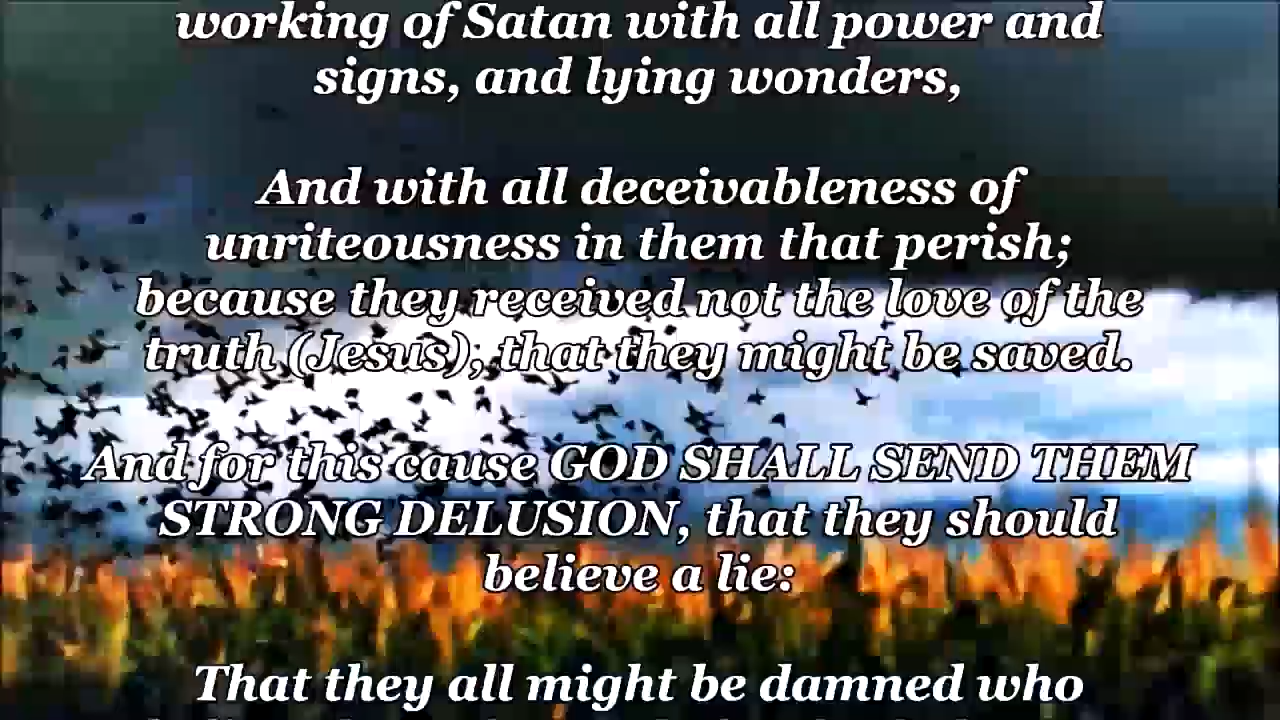 working of Satan with all power and
signs, and lying wonders,
And with all deceivableness of
unriteousness in them that perish;
because they received not the love of the
truth (Jesus), that they might be saved.
And for this cause GOD SHALL SEND THEM
STRONG DELUSION, that they should
believe a lie:
That they all might be damned who